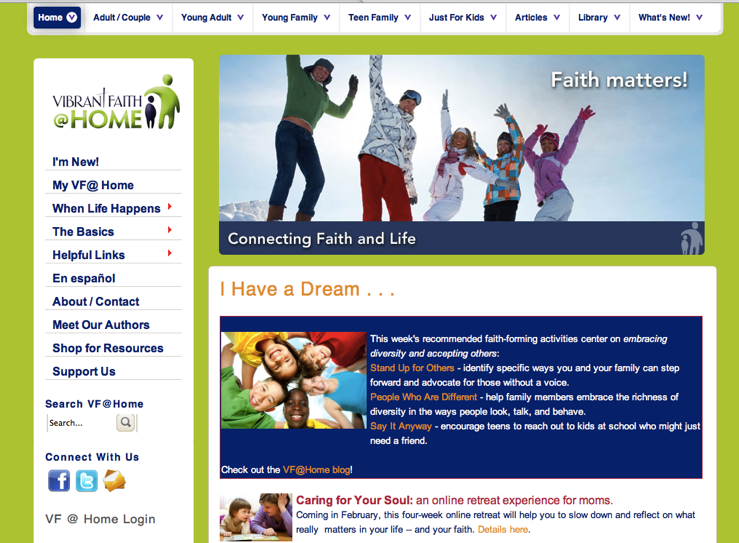 Home Adult / Couple Young Adult Young Family Teen Family Just For Kids Articles Library What's New!
VIBRANT FAITH
@HOME
I'm New!
My VF@ Home
When Life Happens
The Basics
Helpful Links
En español
About / Contact
Meet Our Authors
Shop for Resources
Support Us
Search VF@Home
Search...
Connect With Us
VF @ Home Login
Faith matters!
Connecting Faith and Life
I Have a Dream . . .
This week's recommended faith-forming activities center on embracing
diversity and accepting others:
Stand Up for Others - identify specific ways you and your family can step
forward and advocate for those without a voice.
People Who Are Different - help family members embrace the richness of
diversity in the ways people look, talk, and behave.
Say It Anyway - encourage teens to reach out to kids at school who might just
need a friend.
Check out the VF@Home blog!
Caring for Your Soul: an online retreat experience for moms.
Coming in February, this four-week online retreat will help you to slow down and reflect on what
really matters in your life -- and your faith. Details here.